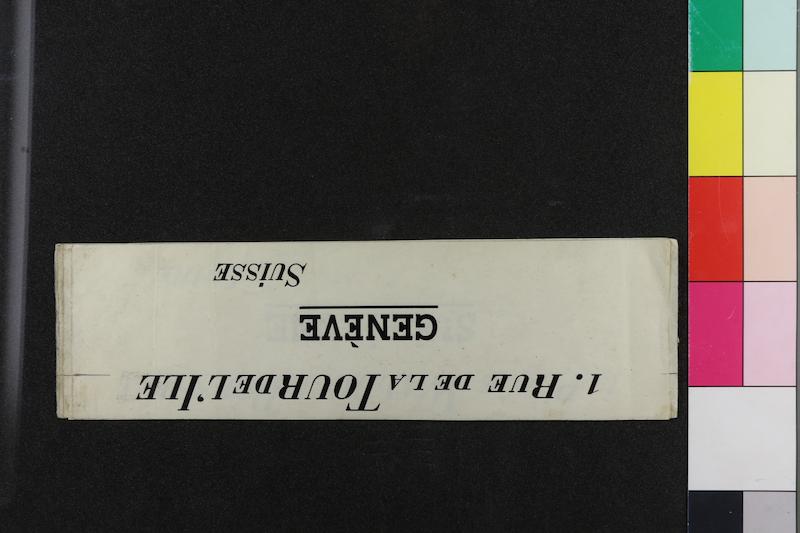 1. RUE DE LA TOUR DE L'ILE
GENÈVE
SUISSE